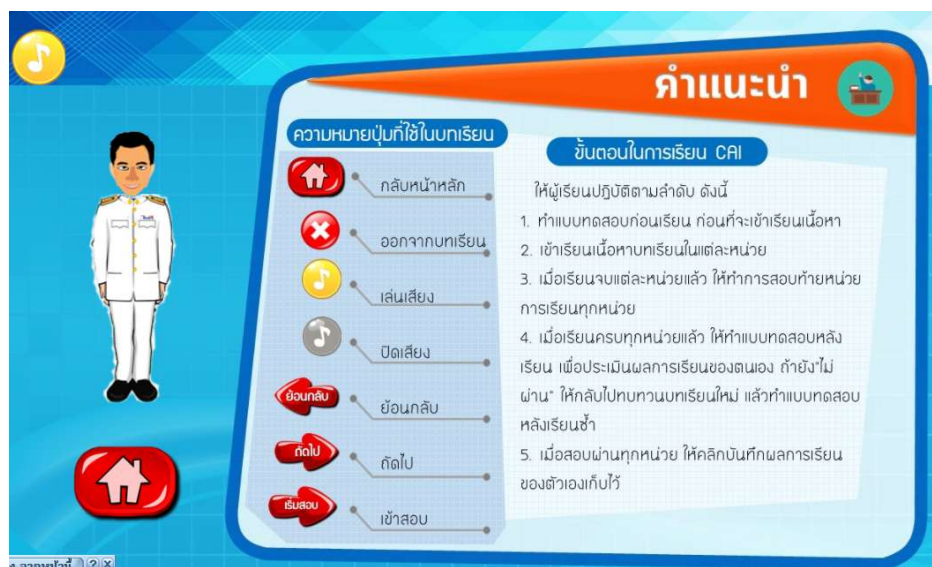 คำแนะนำ
ความหมายปุ่มที่ใช้ในบทเรียน
กลับหน้าหลัก
ออกจากบทเรียน
เล่นเสียง
ปิดเสียง
ย้อนกลับ
ย้อนกลับ
ถัดไป
ถัดไป
เริ่มสอบ
เข้าสอบ
ขั้นตอนในการเรียน CAI
ให้ผู้เรียนปฏิบัติตามลำดับ ดังนี้
1. ทำแบบทดสอบก่อนเรียน ก่อนที่จะเข้าเรียนเนื้อหา
2. เข้าเรียนเนื้อหาบทเรียนในแต่ละหน่วย
3. เมื่อเรียนจบแต่ละหน่วยแล้ว ให้ทำการสอบท้ายหน่วย
การเรียนทุกหน่วย
4. เมื่อเรียนครบทุกหน่วยแล้ว ให้ทำแบบทดสอบหลัง
เรียน เพื่อประเมินผลการเรียนของตนเอง ถ้ายัง"ไม่
ผ่าน" ให้กลับไปทบทวนบทเรียนใหม่ แล้วทำแบบทดสอบ
หลังเรียนซ้ำ
5. เมื่อสอบผ่านทุกหน่วย ให้คลิกบันทึกผลการเรียน
ของตัวเองเก็บไว้